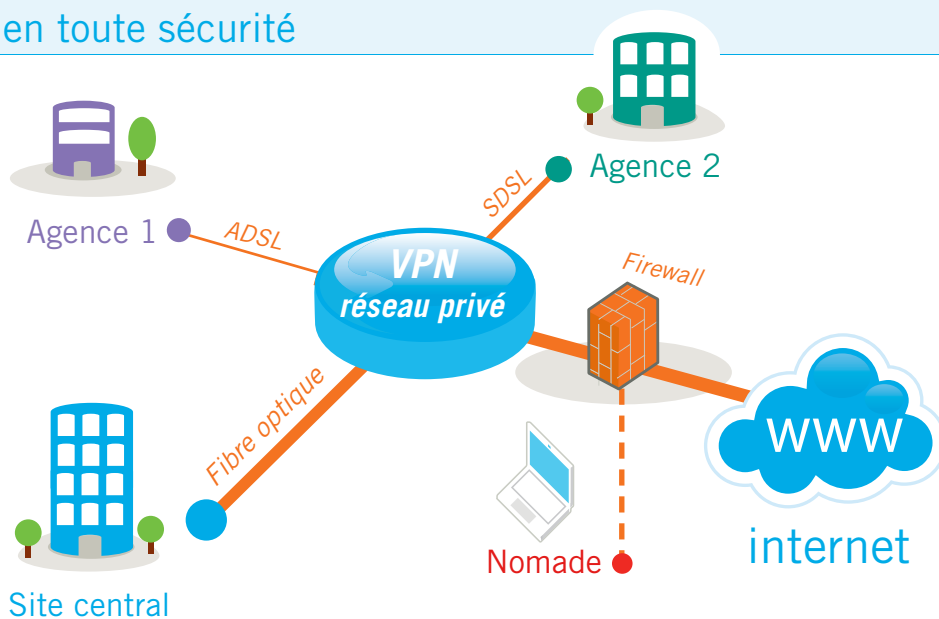 en toute sécurité
Agence 2
SDSL
Agence 1
ADSL
VPN
réseau privé
Firewall
Fibre optique
WWW
Nomade
internet
Site central